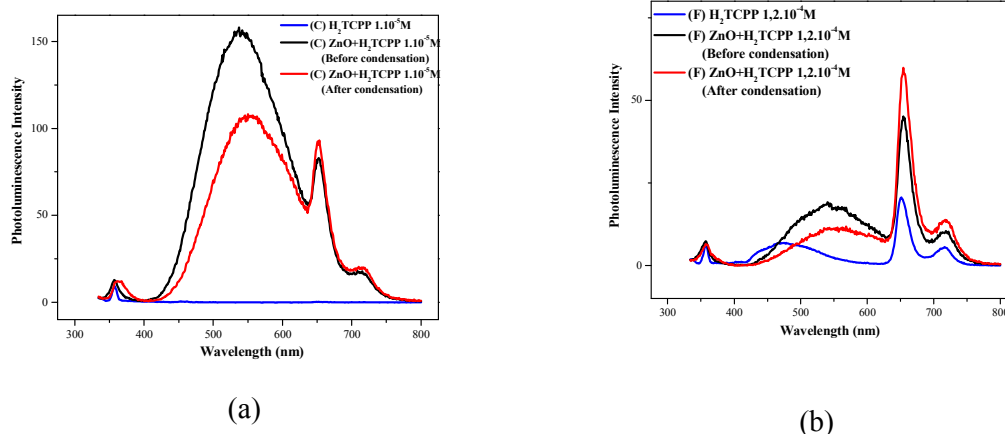 (C) H₂TCPP 1.10⁻⁵M
(C) ZnO+H₂TCPP 1.10⁻⁵M
(Before condensation)
(C) ZnO+H₂TCPP 1.10⁻⁵M
(After condensation)
150
100
50
0
300 400 500 600 700 800
Photoluminescence Intensity
Wavelength (nm)
(a)
(F) H₂TCPP 1,2.10⁻⁴M
(F) ZnO+H₂TCPP 1,2.10⁻⁴M
(Before condensation)
(F) ZnO+H₂TCPP 1,2.10⁻⁴M
(After condensation)
50
0
300 400 500 600 700 800
Photoluminescence Intensity
Wavelength (nm)
(b)